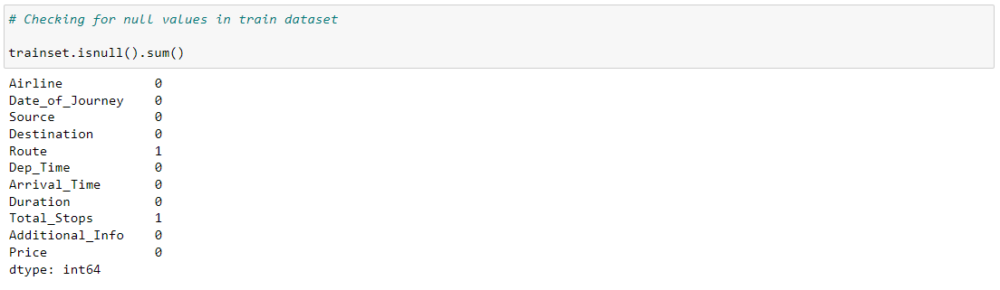 # Checking for null values in train dataset
trainset.isnull().sum()
Airline 0
Date_of_Journey 0
Source 0
Destination 0
Route 1
Dep_Time 0
Arrival_Time 0
Duration 0
Total_Stops 1
Additional_Info 0
Price 0
dtype: int64